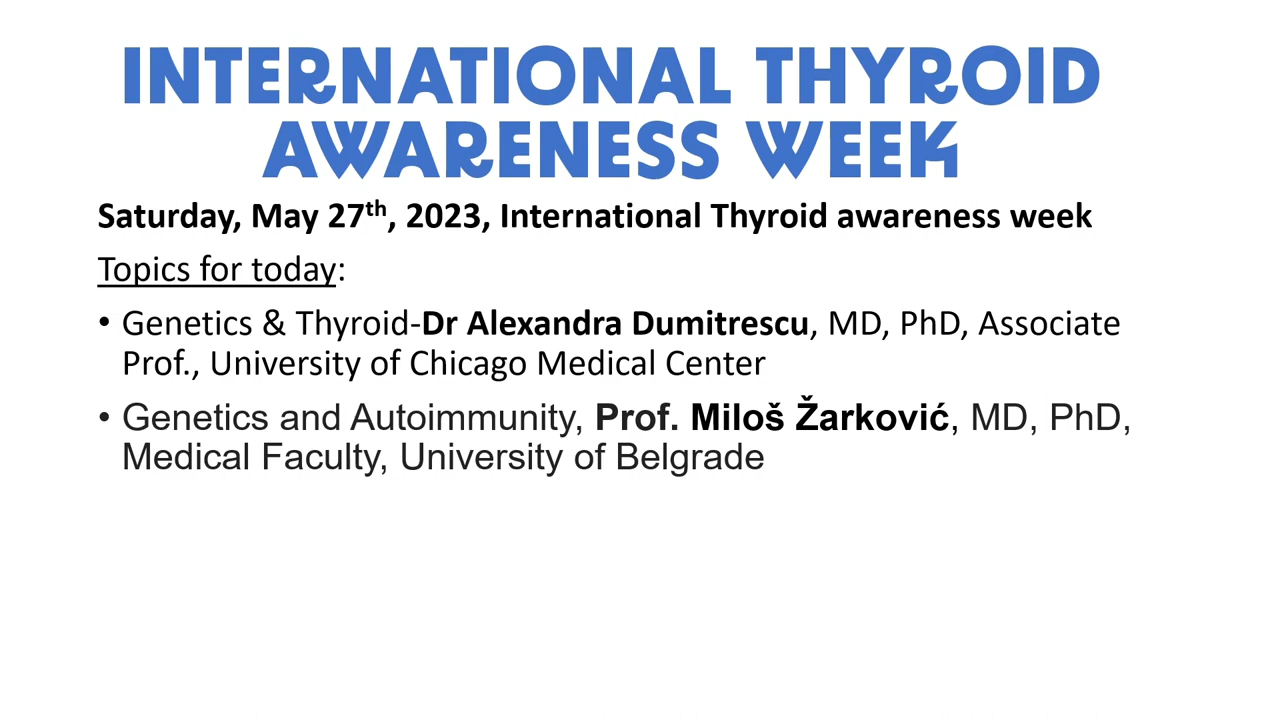 INTERNATIONAL THYROID
AWARENESS WEEK
Saturday, May 27th, 2023, International Thyroid awareness week
Topics for today:
• Genetics & Thyroid-Dr Alexandra Dumitrescu, MD, PhD, Associate
Prof., University of Chicago Medical Center
• Genetics and Autoimmunity, Prof. Miloš Žarković, MD, PhD,
Medical Faculty, University of Belgrade